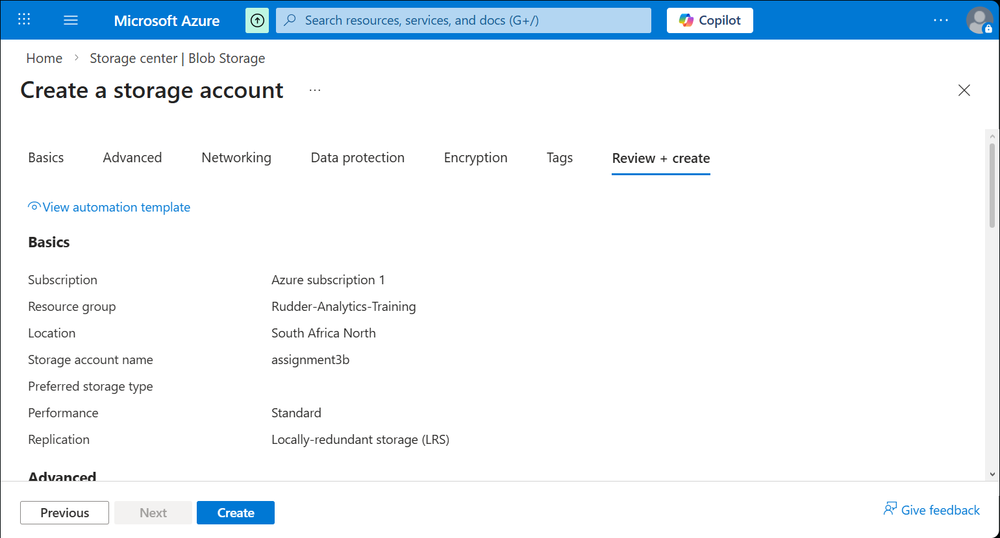 Microsoft Azure
Search resources, services, and docs (G+/)
Copilot
Home > Storage center | Blob Storage
Create a storage account
Basics Advanced Networking Data protection Encryption Tags Review + create
View automation template
Basics
Subscription Azure subscription 1
Resource group Rudder-Analytics-Training
Location South Africa North
Storage account name assignment3b
Preferred storage type
Performance Standard
Replication Locally-redundant storage (LRS)
Advanced
Previous Next Create
Give feedback